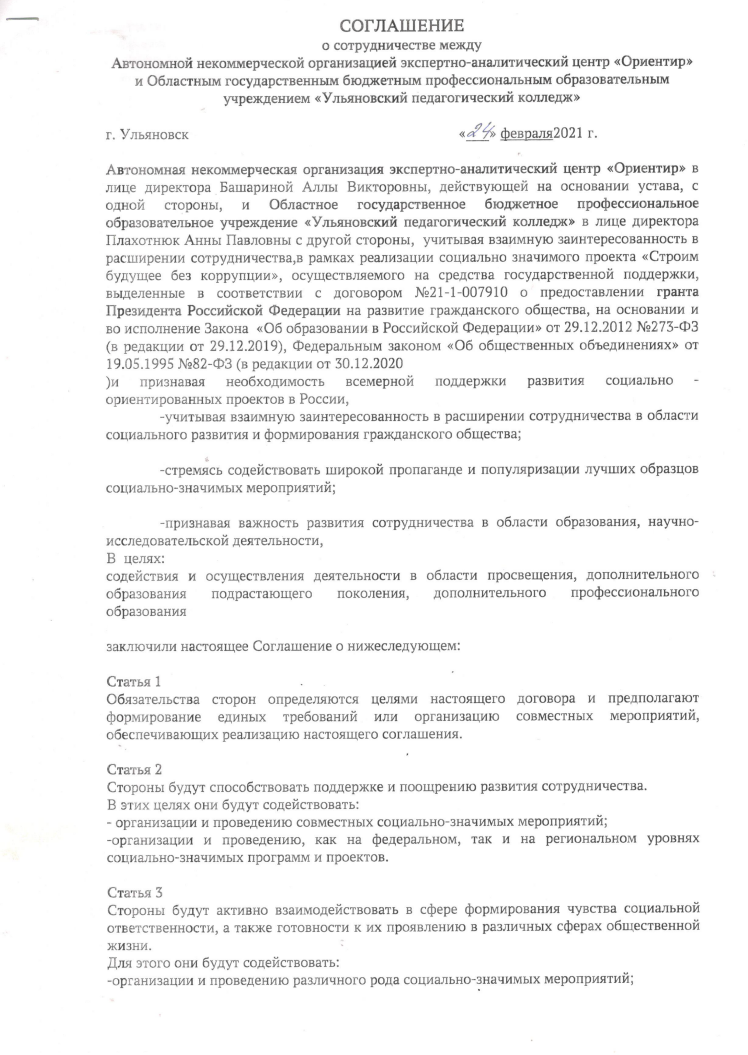 СОГЛАШЕНИЕ
о сотрудничестве между
Автономной некоммерческой организацией экспертно-аналитический центр «Ориентир»
и Областным государственным бюджетным профессиональным образовательным
учреждением «Ульяновский педагогический колледж»
г. Ульяновск «24» февраля2021 г.
Автономная некоммерческая организация экспертно-аналитический центр «Ориентир» в
лице директора Башариной Аллы Викторовны, действующей на основании устава, с
одной стороны, и Областное государственное бюджетное профессиональное
образовательное учреждение «Ульяновский педагогический колледж» в лице директора
Плахотнюк Анны Павловны с другой стороны, учитывая взаимную заинтересованность в
расширении сотрудничества,в рамках реализации социально значимого проекта «Строим
будущее без коррупции», осуществляемого на средства государственной поддержки,
выделенные в соответствии с договором №21-1-007910 о предоставлении гранта
Президента Российской Федерации на развитие гражданского общества, на основании и
во исполнение Закона «Об образовании в Российской Федерации» от 29.12.2012 №273-ФЗ
(в редакции от 29.12.2019), Федеральным законом «Об общественных объединениях» от
19.05.1995 №82-ФЗ (в редакции от 30.12.2020
)и признавая необходимость всемерной поддержки развития социально -
ориентированных проектов в России,
-учитывая взаимную заинтересованность в расширении сотрудничества в области
социального развития и формирования гражданского общества;
-стремясь содействовать широкой пропаганде и популяризации лучших образцов
социально-значимых мероприятий;
-признавая важность развития сотрудничества в области образования, научно-
исследовательской деятельности,
В целях:
содействия и осуществления деятельности в области просвещения, дополнительного
образования подрастающего поколения, дополнительного профессионального
образования
заключили настоящее Соглашение о нижеследующем:
Статья 1
Обязательства сторон определяются целями настоящего договора и предполагают
формирование единых требований или организацию совместных мероприятий,
обеспечивающих реализацию настоящего соглашения.
Статья 2
Стороны будут способствовать поддержке и поощрению развития сотрудничества.
В этих целях они будут содействовать:
- организации и проведению совместных социально-значимых мероприятий;
-организации и проведению, как на федеральном, так и на региональном уровнях
социально-значимых программ и проектов.
Статья 3
Стороны будут активно взаимодействовать в сфере формирования чувства социальной
ответственности, а также готовности к их проявлению в различных сферах общественной
жизни.
Для этого они будут содействовать:
-организации и проведению различного рода социально-значимых мероприятий;